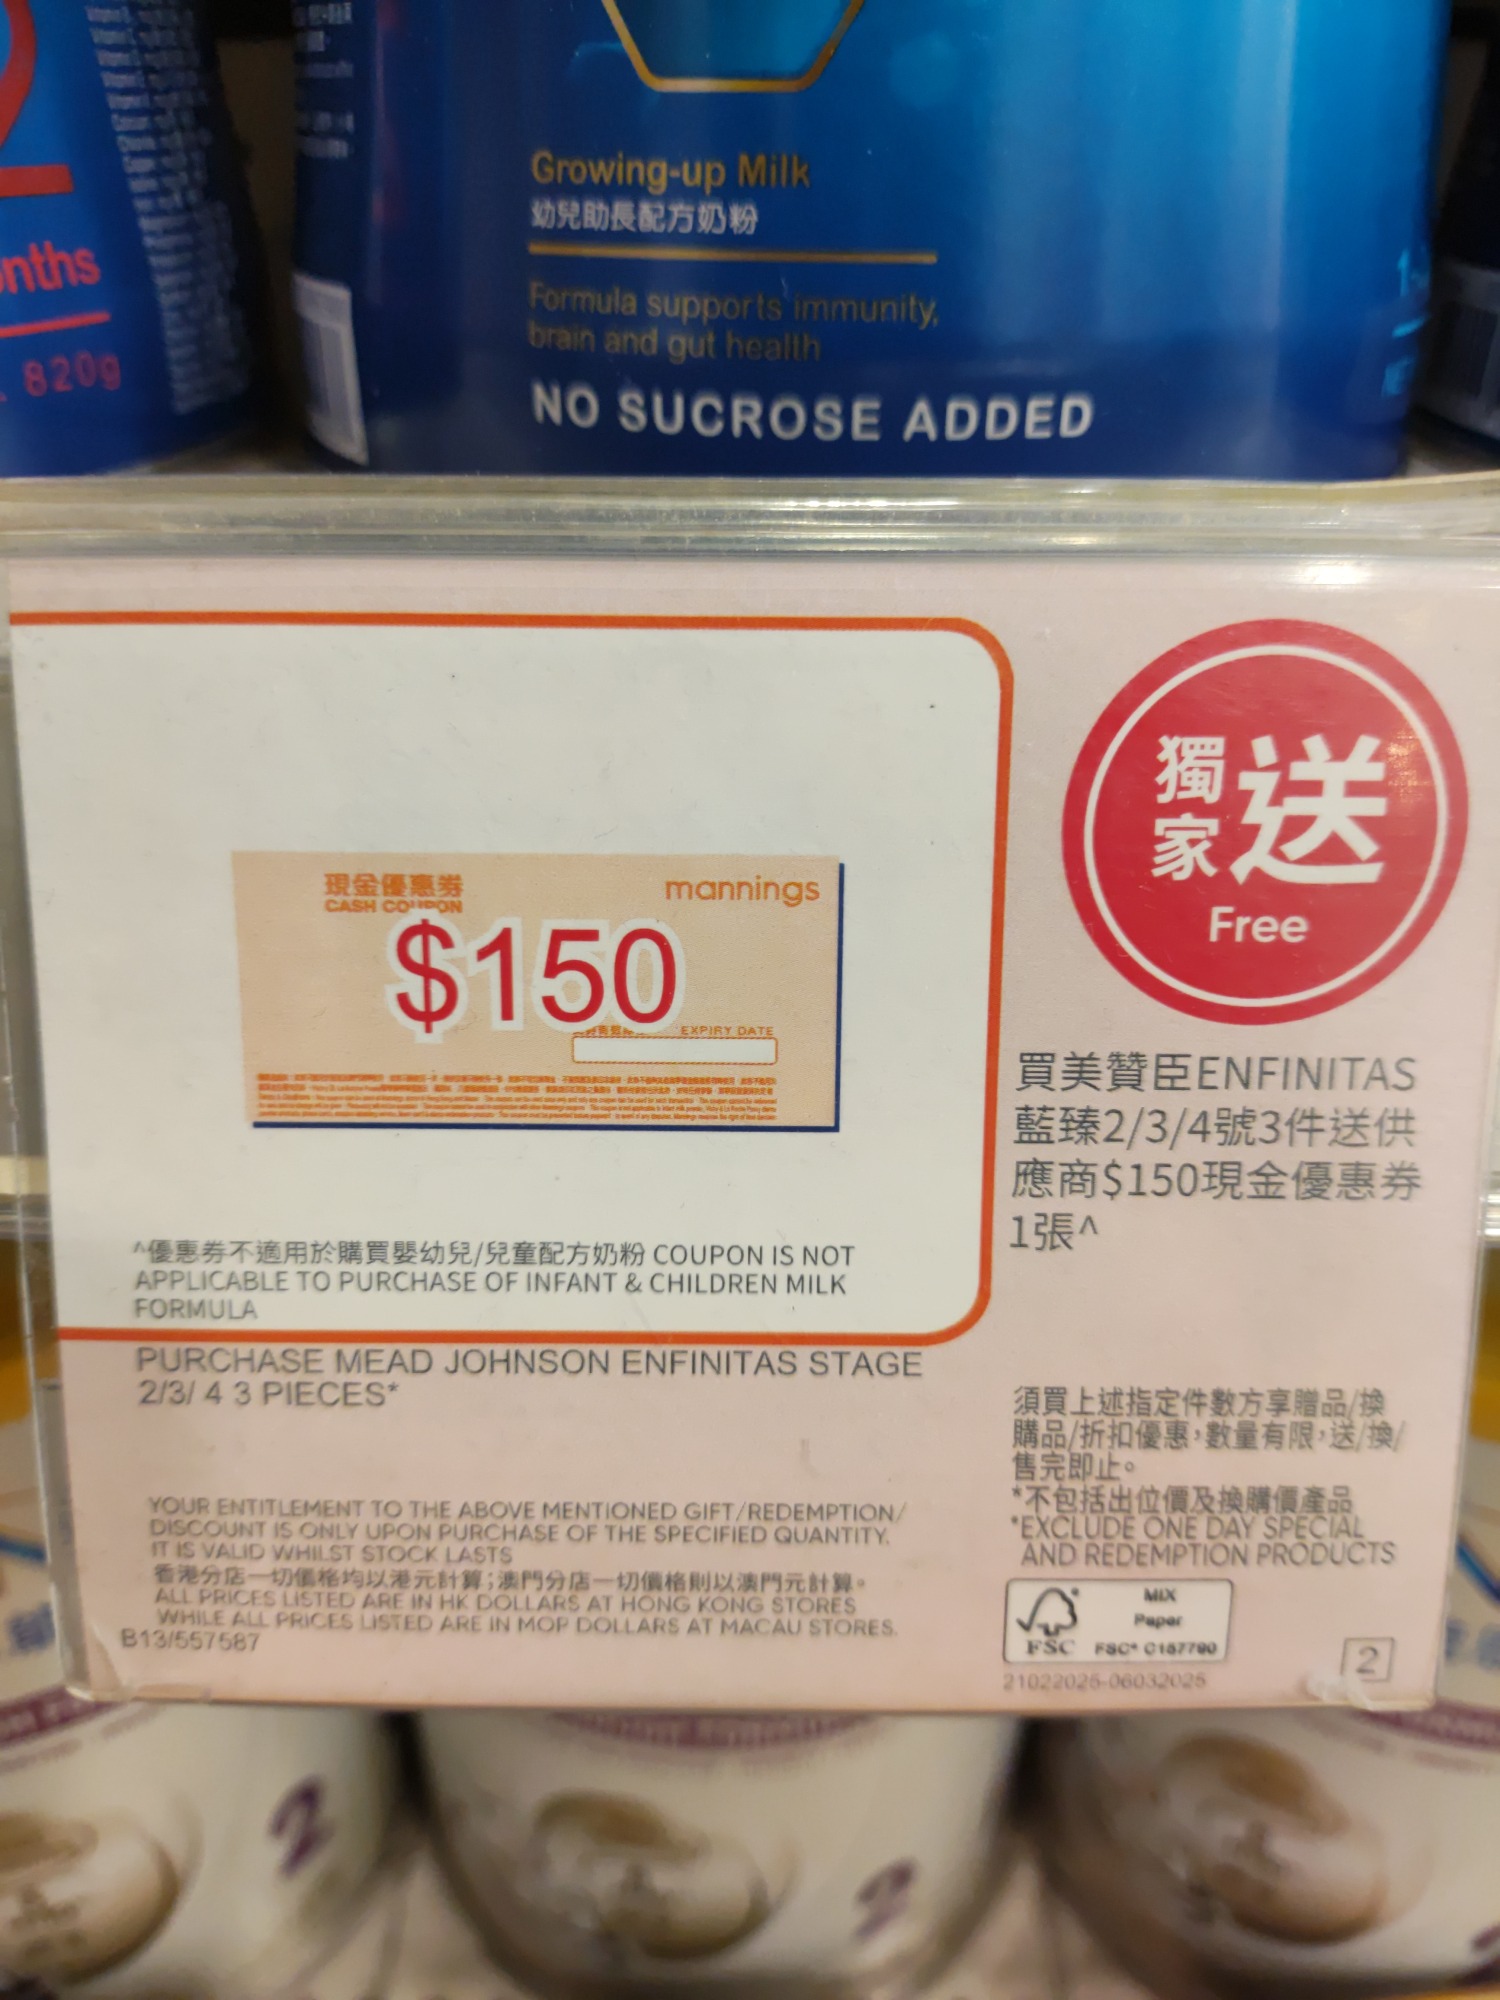 2
nths
820g
Growing-up Milk
幼兒助長配方奶粉
Formula supports immunity,
brain and gut health
NO SUCROSE ADDED
現金優惠券
CASH COUPON
mannings
$150
EXPIRY DATE
^優惠券不適用於購買嬰幼兒/兒童配方奶粉 COUPON IS NOT
APPLICABLE TO PURCHASE OF INFANT & CHILDREN MILK
FORMULA
PURCHASE MEAD JOHNSON ENFINITAS STAGE
2/3/ 4 3 PIECES*
YOUR ENTITLEMENT TO THE ABOVE MENTIONED GIFT/REDEMPTION/
DISCOUNT IS ONLY UPON PURCHASE OF THE SPECIFIED QUANTITY.
IT IS VALID WHILST STOCK LASTS
香港分店一切價格均以港元計算；澳門分店一切價格則以澳門元計算。
ALL PRICES LISTED ARE IN HK DOLLARS AT HONG KONG STORES
WHILE ALL PRICES LISTED ARE IN MOP DOLLARS AT MACAU STORES.
B13/557587
獨家送
Free
買美贊臣ENFINITAS
藍臻2/3/4號3件送供
應商$150現金優惠券
1張^
須買上述指定件數方享贈品/換
購品/折扣優惠，數量有限，送/換/
售完即止。
*不包括出位價及換購價產品
*EXCLUDE ONE DAY SPECIAL
AND REDEMPTION PRODUCTS
FSC
MIX
Paper
FSC® C157790
21022025-06032025
2
2
2